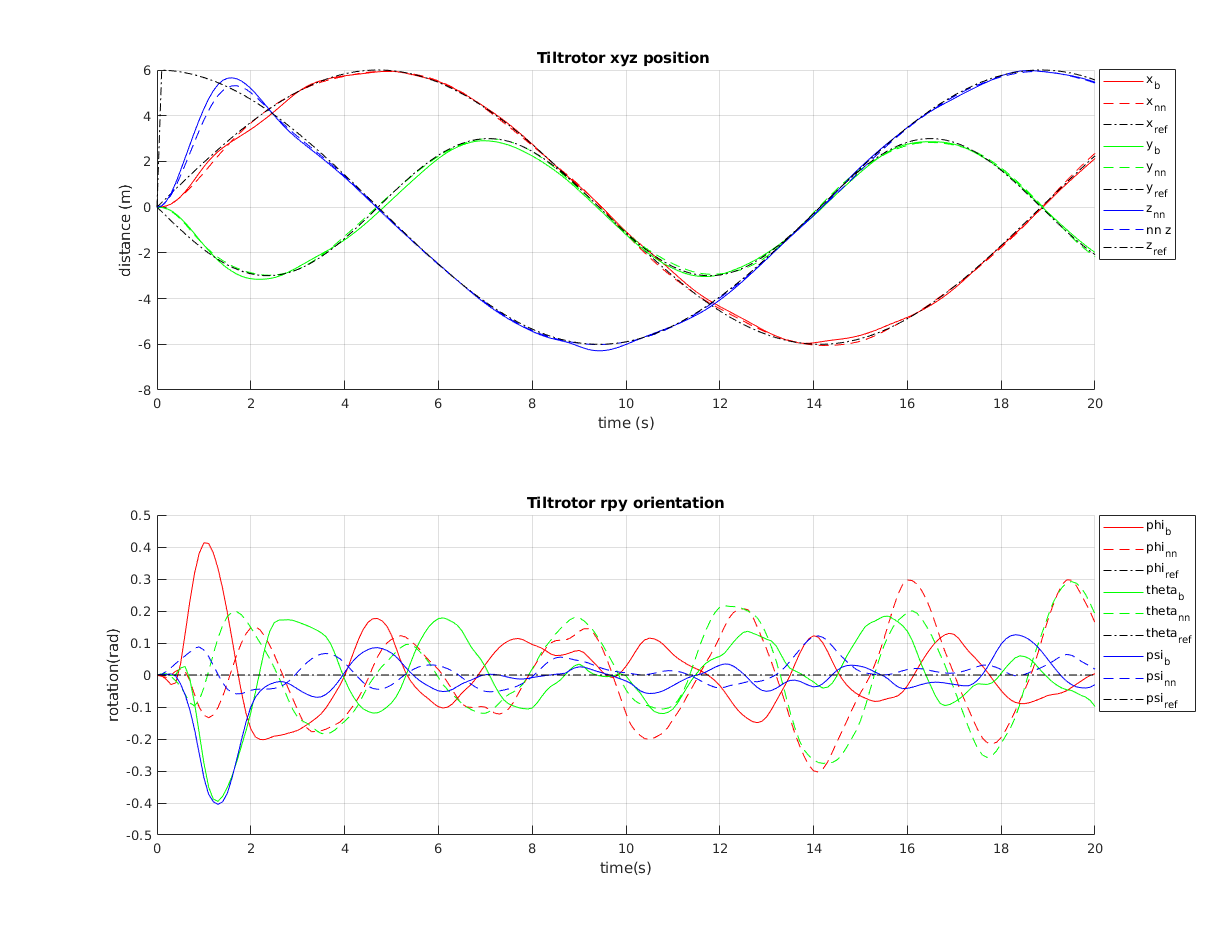 Tiltrotor xyz position
distance (m)
6
4
2
0
-2
-4
-6
-8
0 2 4 6 8 10 12 14 16 18 20
time (s)
x_b
x_nn
x_ref
y_b
y_nn
y_ref
z_nn
nn z
z_ref
Tiltrotor rpy orientation
rotation(rad)
0.5
0.4
0.3
0.2
0.1
0
-0.1
-0.2
-0.3
-0.4
-0.5
0 2 4 6 8 10 12 14 16 18 20
time(s)
phi_b
phi_nn
phi_ref
theta_b
theta_nn
theta_ref
psi_b
psi_nn
psi_ref